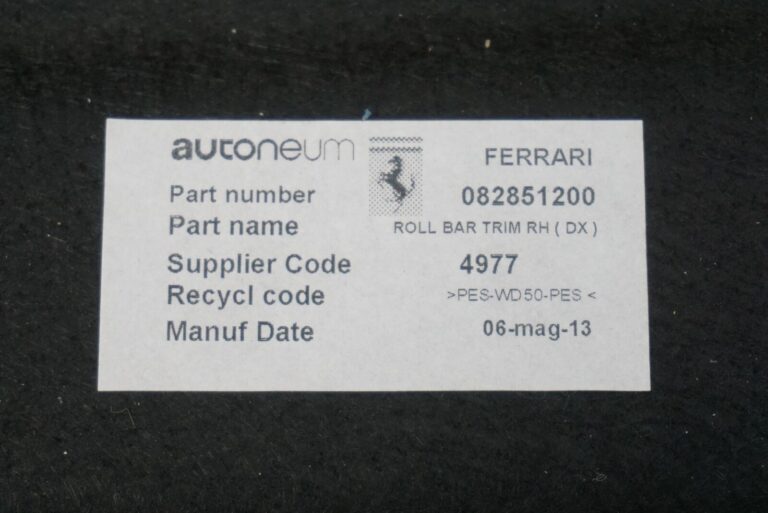 autoneum FERRARI
Part number 082851200
Part name ROLL BAR TRIM RH ( DX )
Supplier Code 4977
Recycl code >PES-WD50-PES <
Manuf Date 06-mag-13